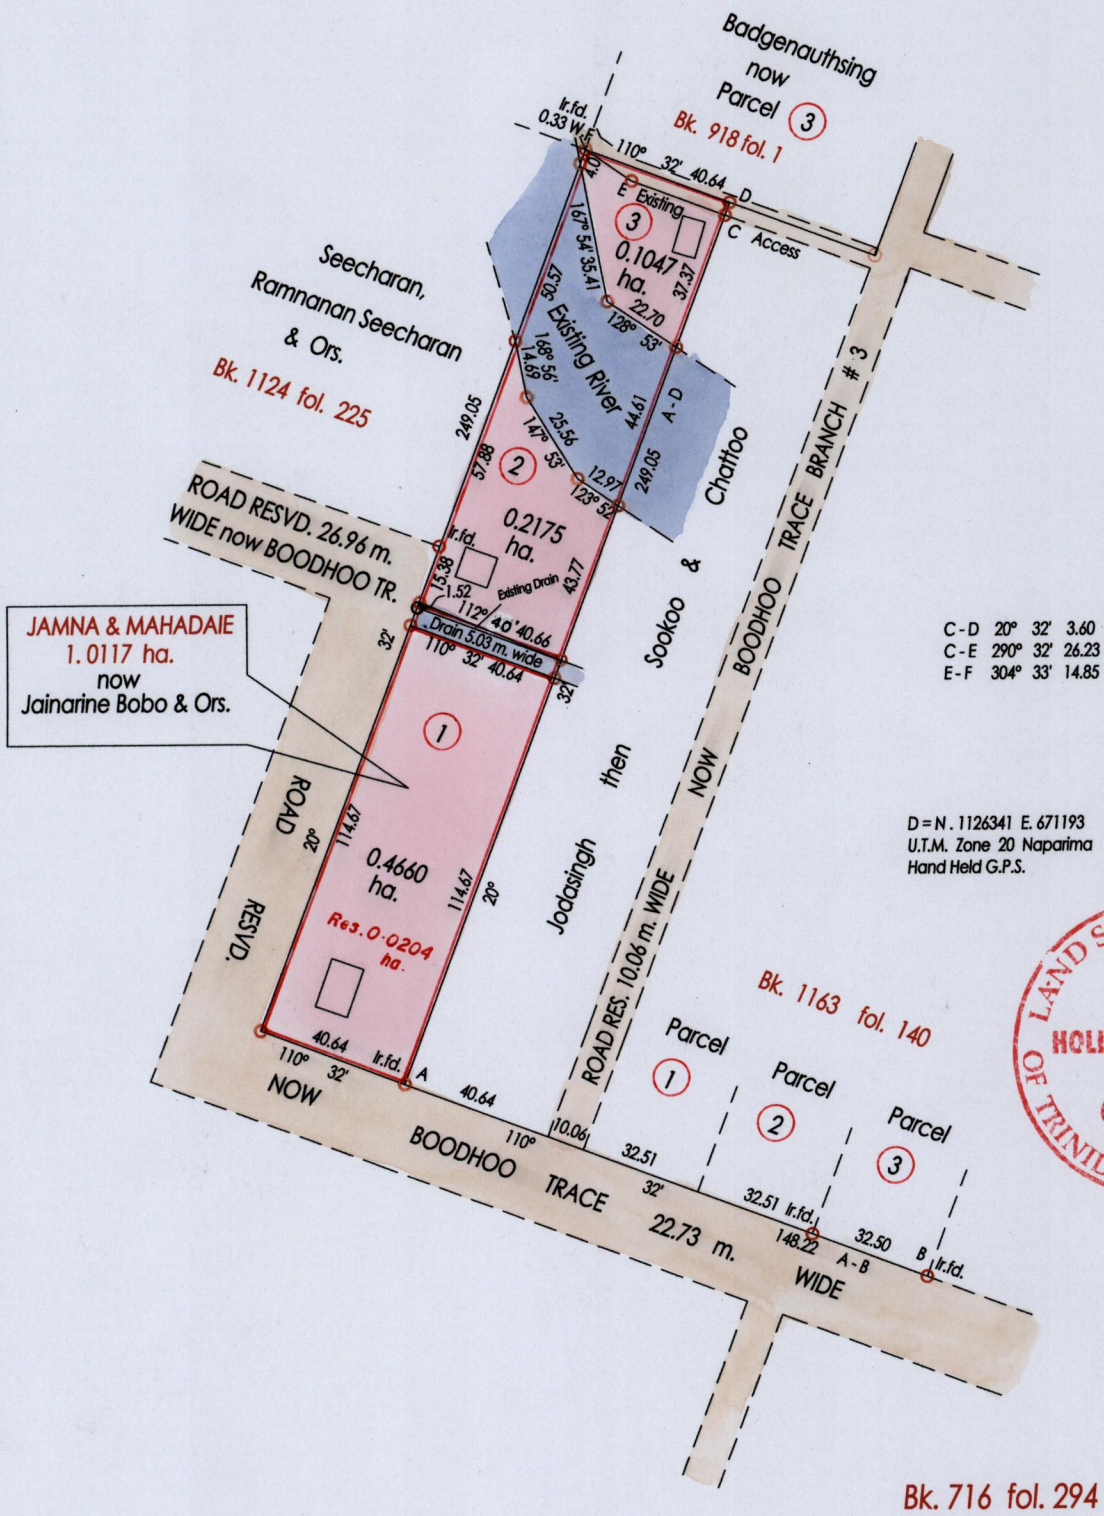 Badgenauthsing
now
Parcel 3
Bk. 918 fol. 1
Ir.fd.
0.33 W.
F
110° 32' 40.64
4.0
E
Existing
D
C Access
3
0.1047
ha.
167° 54' 35.41
37.37
22.70
128° 53'
Seecharan,
Ramnanan Seecharan
& Ors.
Bk. 1124 fol. 225
50.57
Existing River
168° 56'
14.69
44.61
A-D
249.05
249.05
57.88
25.56
147° 53'
12.97
123° 52'
2
0.2175
ha.
Chattoo
&
Sookoo
then
Jodasingh
ROAD RESVD. 26.96 m.
WIDE now BOODHOO TR.
Ir.fd.
15.38
1.52
Existing Drain
43.77
112° 40' 40.66
Drain 5.03 m. wide
110° 32' 40.64
32'
32'
JAMNA & MAHADAIE
1.0117 ha.
now
Jainarine Bobo & Ors.
1
ROAD RESVD.
20°
114.67
0.4660
ha.
114.67
20°
Res. 0.0204
ha.
40.64
Ir.fd.
A
110° 32'
NOW BOODHOO TRACE 22.73 m. WIDE
40.64
110°
10.06
32.51
32'
32.51
Ir.fd.
148.22
A-B
32.50
B
Ir.fd.
ROAD RES. 10.06 m. WIDE NOW BOODHOO TRACE BRANCH # 3
C-D 20° 32' 3.60
C-E 290° 32' 26.23
E-F 304° 33' 14.85
D = N. 1126341 E. 671193
U.T.M. Zone 20 Naparima
Hand Held G.P.S.
Bk. 1163 fol. 140
Parcel
1
Parcel
2
Parcel
3
LAND S
OF TRINI
Bk. 716 fol. 294